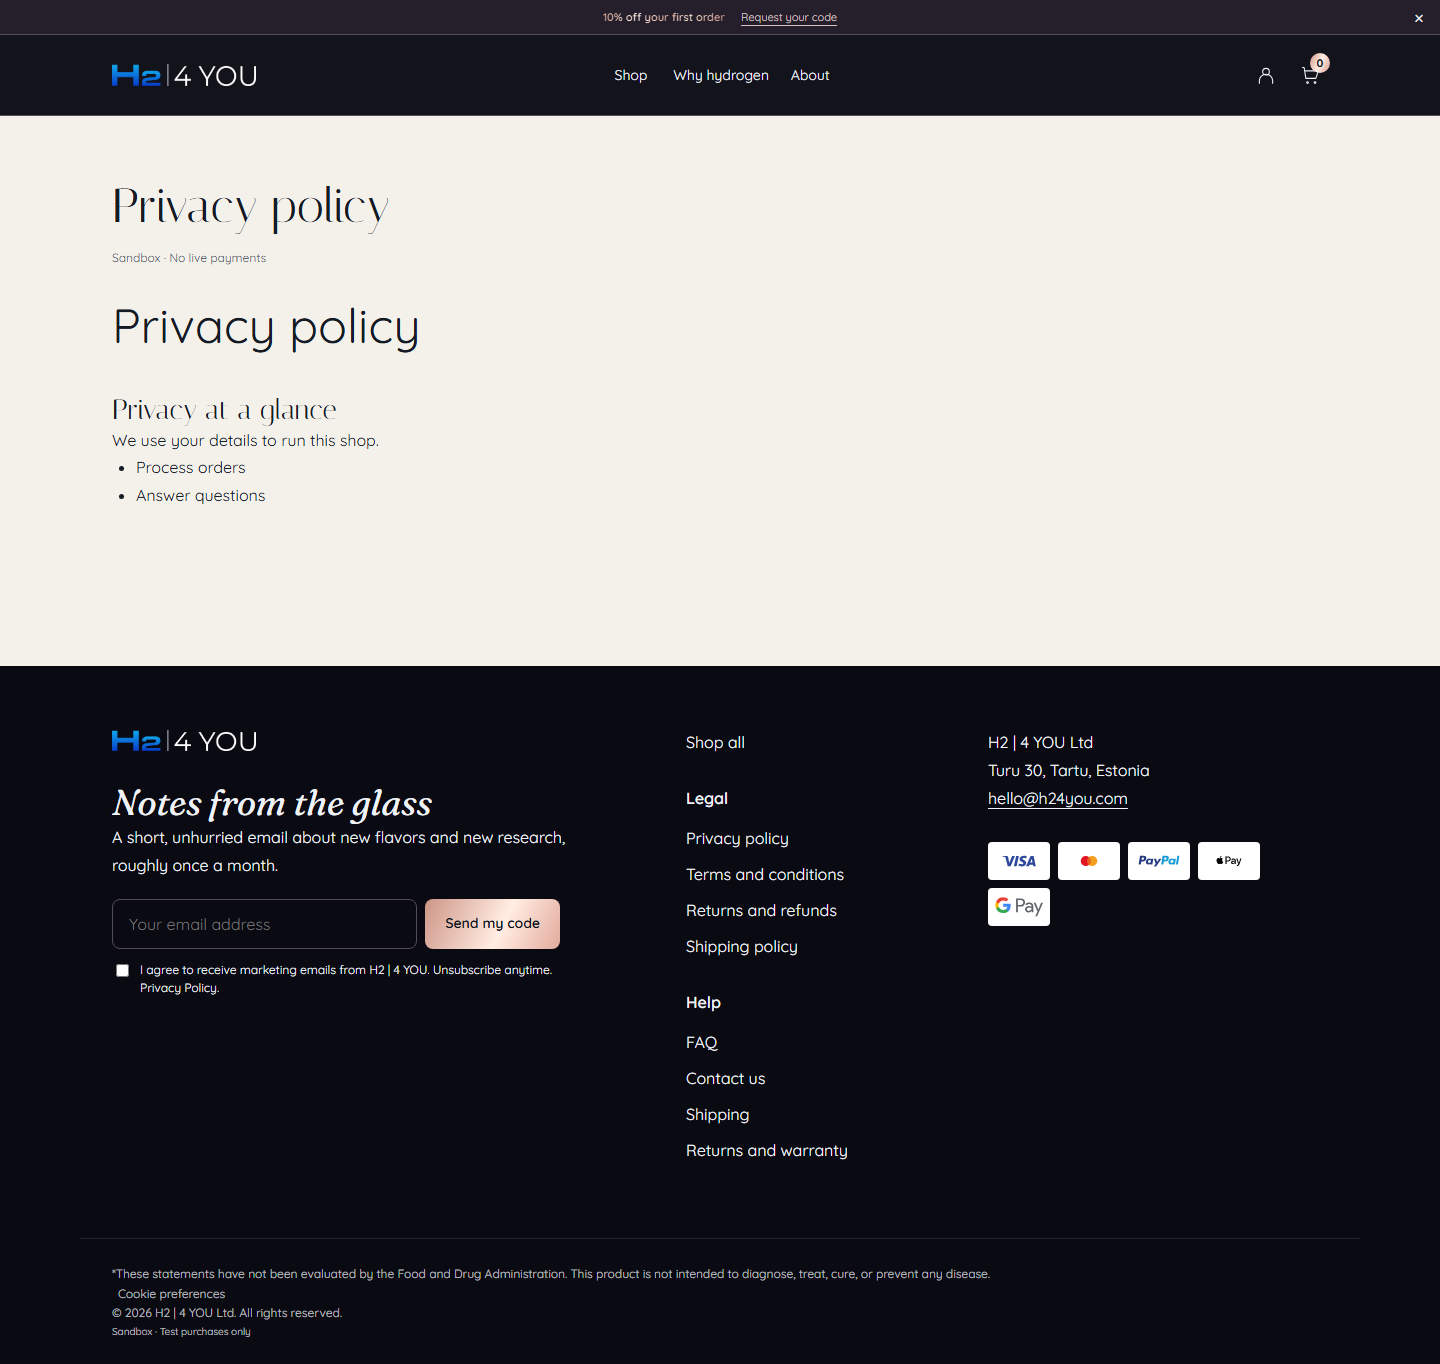 10% off your first order Request your code ×
H2 | 4 YOU Shop Why hydrogen About 0
Privacy policy
Sandbox · No live payments
Privacy policy
Privacy at a glance
We use your details to run this shop.
• Process orders
• Answer questions
H2 | 4 YOU
Notes from the glass
A short, unhurried email about new flavors and new research,
roughly once a month.
Your email address Send my code
I agree to receive marketing emails from H2 | 4 YOU. Unsubscribe anytime.
Privacy Policy.
Shop all
Legal
Privacy policy
Terms and conditions
Returns and refunds
Shipping policy
Help
FAQ
Contact us
Shipping
Returns and warranty
H2 | 4 YOU Ltd
Turu 30, Tartu, Estonia
hello@h24you.com
VISA PayPal Pay
G Pay
*These statements have not been evaluated by the Food and Drug Administration. This product is not intended to diagnose, treat, cure, or prevent any disease.
Cookie preferences
© 2026 H2 | 4 YOU Ltd. All rights reserved.
Sandbox · Test purchases only